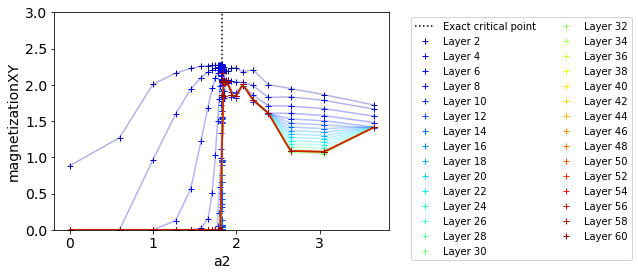 3.0
2.5
2.0
1.5
1.0
0.5
0.0
magnetizationXY
0
1
2
3
a2
Exact critical point
Layer 2
Layer 4
Layer 6
Layer 8
Layer 10
Layer 12
Layer 14
Layer 16
Layer 18
Layer 20
Layer 22
Layer 24
Layer 26
Layer 28
Layer 30
Layer 32
Layer 34
Layer 36
Layer 38
Layer 40
Layer 42
Layer 44
Layer 46
Layer 48
Layer 50
Layer 52
Layer 54
Layer 56
Layer 58
Layer 60